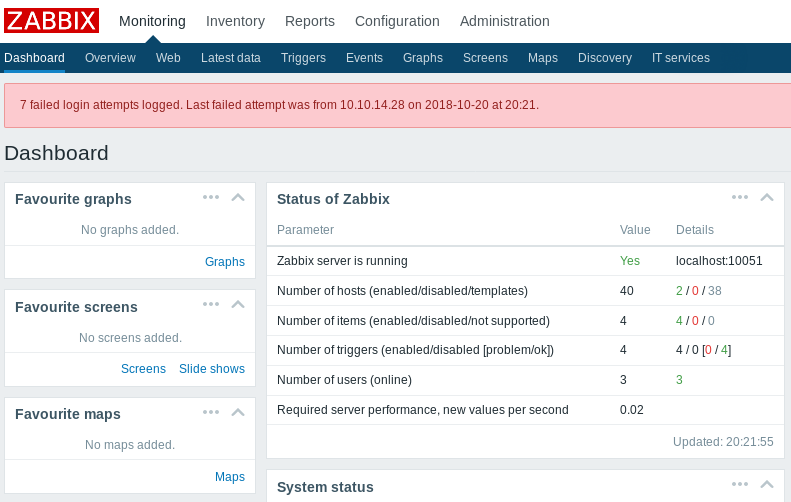 ZABBIX Monitoring Inventory Reports Configuration Administration
Dashboard Overview Web Latest data Triggers Events Graphs Screens Maps Discovery IT services
7 failed login attempts logged. Last failed attempt was from 10.10.14.28 on 2018-10-20 at 20:21.
Dashboard
Favourite graphs
No graphs added.
Graphs
Favourite screens
No screens added.
Screens Slide shows
Favourite maps
No maps added.
Maps
Status of Zabbix
Parameter Value Details
Zabbix server is running Yes localhost:10051
Number of hosts (enabled/disabled/templates) 40 2 / 0 / 38
Number of items (enabled/disabled/not supported) 4 4 / 0 / 0
Number of triggers (enabled/disabled [problem/ok]) 4 4 / 0 [0 / 4]
Number of users (online) 3 3
Required server performance, new values per second 0.02
Updated: 20:21:55
System status